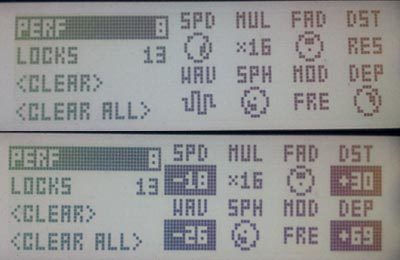 PERF 8 SPD MUL FAD DST
LOCKS 13 ×16 RES
<CLEAR> WAV SPH MOD DEP
<CLEAR ALL> FRE
PERF 8 SPD MUL FAD DST
LOCKS 13 -18 ×16 +30
<CLEAR> WAV SPH MOD DEP
<CLEAR ALL> -26 FRE +69